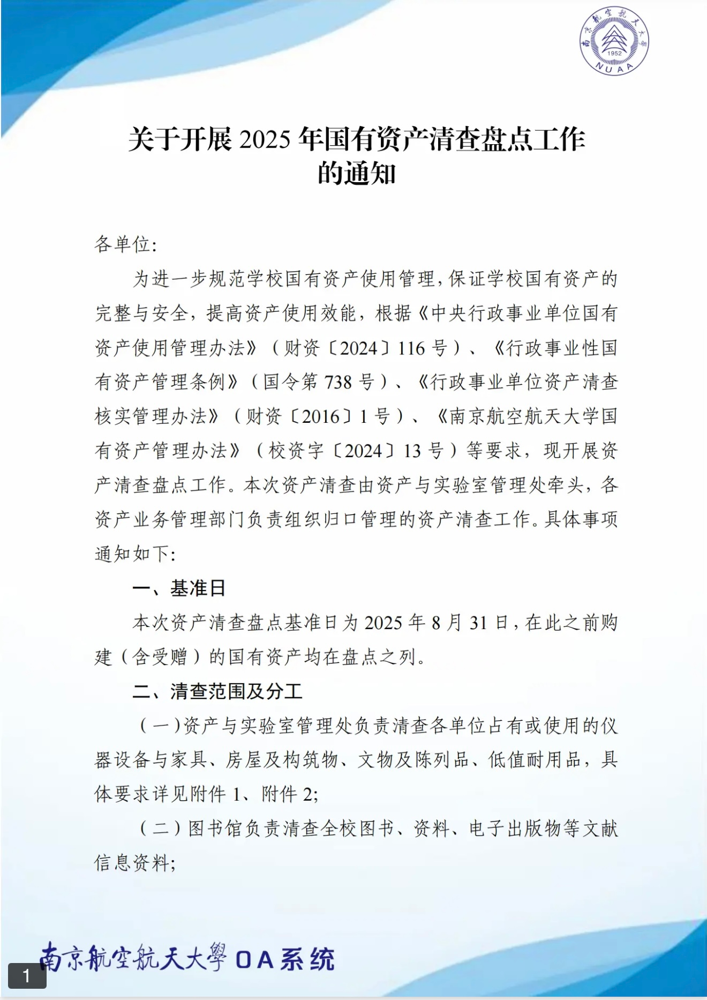 南京航空航天大學
1952
NUAA
关于开展 2025 年国有资产清查盘点工作
的通知
各单位：
为进一步规范学校国有资产使用管理，保证学校国有资产的
完整与安全，提高资产使用效能，根据《中央行政事业单位国有
资产使用管理办法》（财资〔2024〕116 号）、《行政事业性国
有资产管理条例》（国令第 738 号）、《行政事业单位资产清查
核实管理办法》（财资〔2016〕1 号）、《南京航空航天大学国
有资产管理办法》（校资字〔2024〕13 号）等要求，现开展资
产清查盘点工作。本次资产清查由资产与实验室管理处牵头，各
资产业务管理部门负责组织归口管理的资产清查工作。具体事项
通知如下：
一、基准日
本次资产清查盘点基准日为 2025 年 8 月 31 日，在此之前购
建（含受赠）的国有资产均在盘点之列。
二、清查范围及分工
（一）资产与实验室管理处负责清查各单位占有或使用的仪
器设备与家具、房屋及构筑物、文物及陈列品、低值耐用品，具
体要求详见附件 1、附件 2;
（二）图书馆负责清查全校图书、资料、电子出版物等文献
信息资料;
南京航空航天大學 OA系统
1